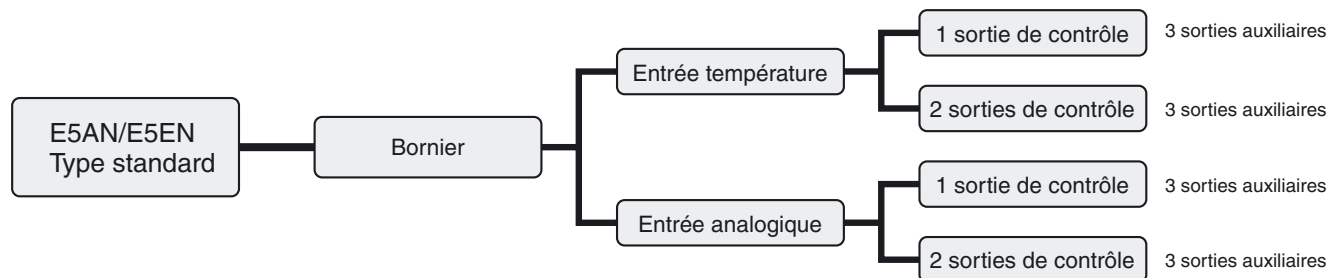 E5AN/E5EN
Type standard
Bornier
Entrée température
1 sortie de contrôle
3 sorties auxiliaires
2 sorties de contrôle
3 sorties auxiliaires
Entrée analogique
1 sortie de contrôle
3 sorties auxiliaires
2 sorties de contrôle
3 sorties auxiliaires